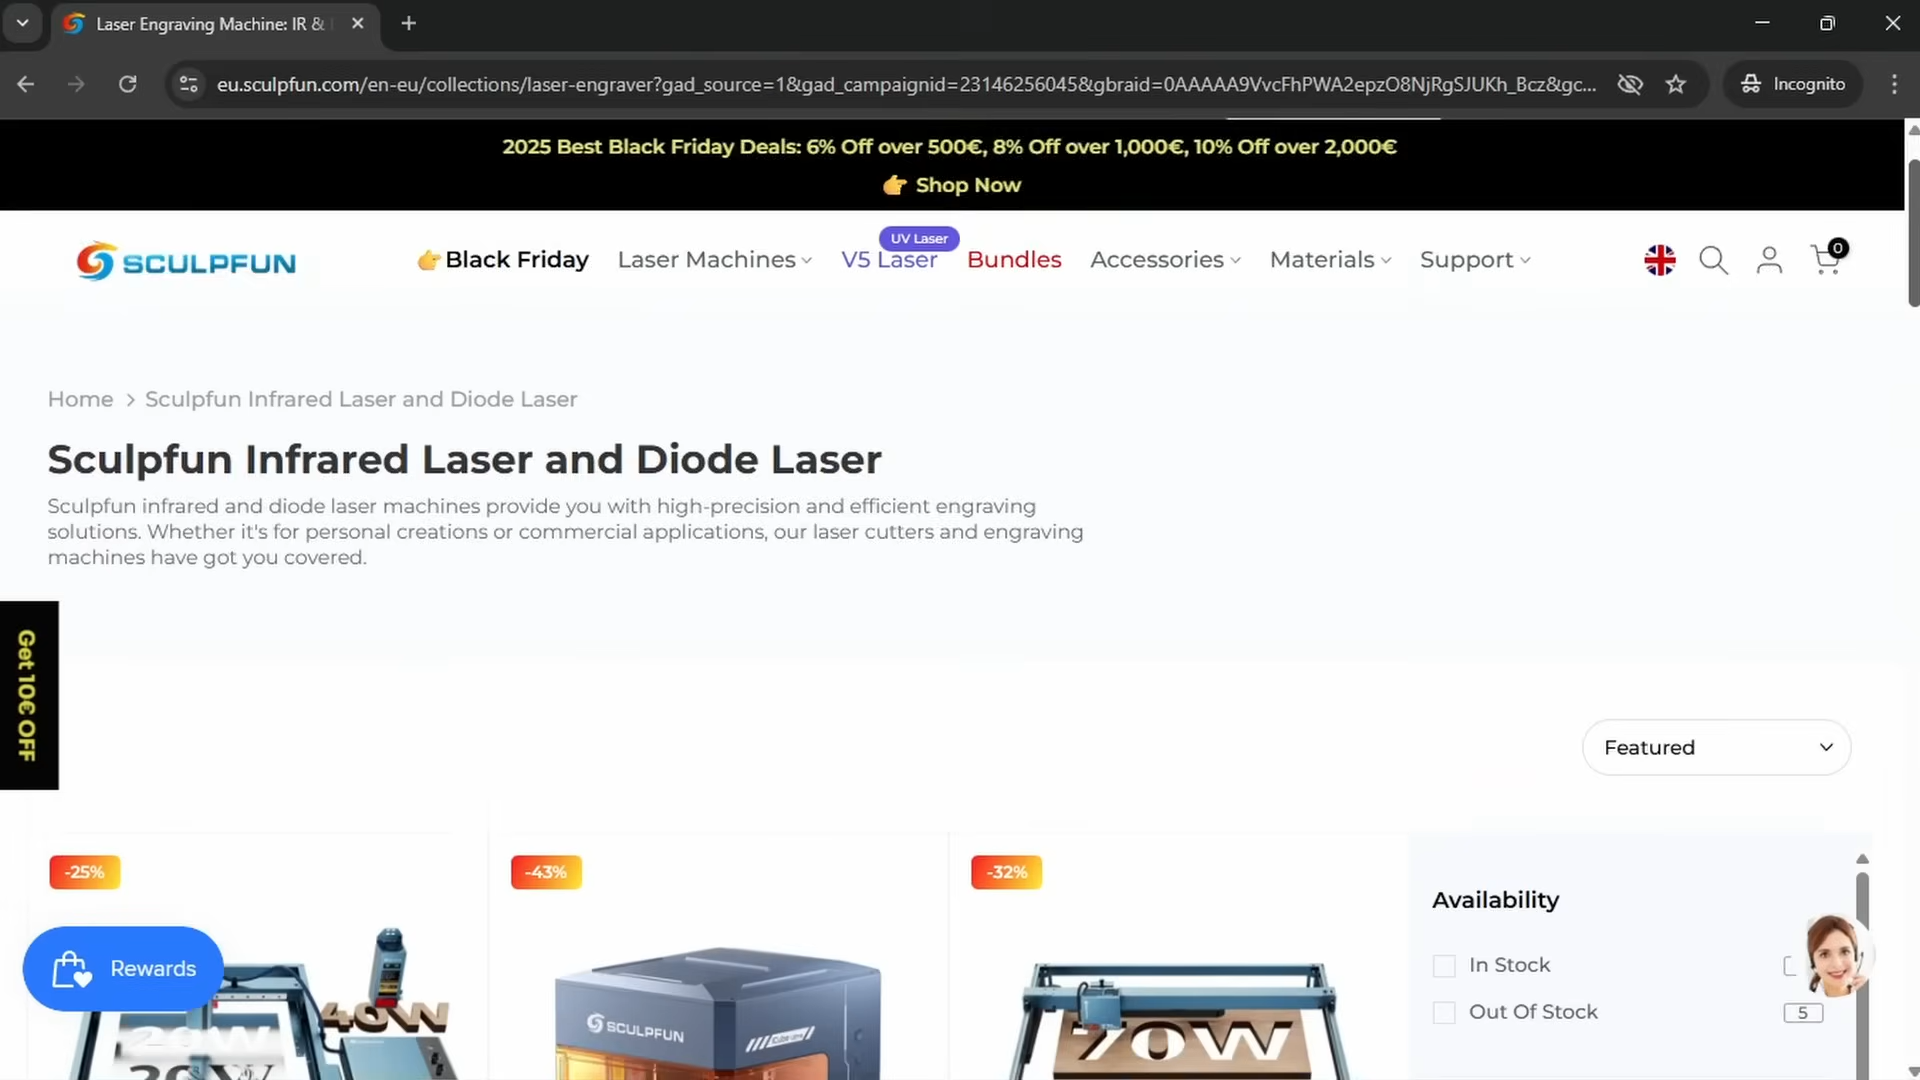 Laser Engraving Machine: IR &
eu.sculpfun.com/en-eu/collections/laser-engraver?gad_source=1&gad_campaignid=23146256045&gbraid=0AAAAA9VvcFhPWA2epzO8NjRgSJUKh_Bcz&gc...
Incognito
2025 Best Black Friday Deals: 6% Off over 500€, 8% Off over 1,000€, 10% Off over 2,000€
👉 Shop Now
SCULPFUN
👉Black Friday
Laser Machines
V5 Laser
UV Laser
Bundles
Accessories
Materials
Support
0
Home > Sculpfun Infrared Laser and Diode Laser
Sculpfun Infrared Laser and Diode Laser
Sculpfun infrared and diode laser machines provide you with high-precision and efficient engraving
solutions. Whether it's for personal creations or commercial applications, our laser cutters and engraving
machines have got you covered.
Get 10€ OFF
Featured
-25%
-43%
-32%
Availability
In Stock
Out Of Stock
5
Rewards
20W
40W
SCULPFUN
70W